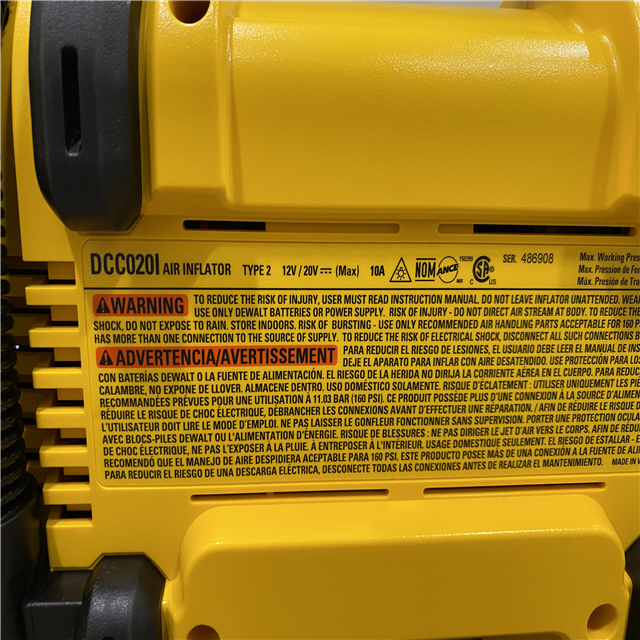 DCC020I AIR INFLATOR TYPE 2 12V / 20V (Max) 10A NOM ANCE 150399 MR CSA C US SER. 486908 Max. Working Pres
Max. Pression de Fon
Max. Presión de Tra
WARNING TO REDUCE THE RISK OF INJURY, USER MUST READ INSTRUCTION MANUAL. DO NOT LEAVE INFLATOR UNATTENDED. WEA
USE ONLY DEWALT BATTERIES OR POWER SUPPLY. RISK OF INJURY - DO NOT DIRECT AIR STREAM AT BODY. TO REDUCE THE
SHOCK, DO NOT EXPOSE TO RAIN. STORE INDOORS. RISK OF BURSTING - USE ONLY RECOMMENDED AIR HANDLING PARTS ACCEPTABLE FOR 160 P
HAS MORE THAN ONE CONNECTION TO THE SOURCE OF SUPPLY. TO REDUCE THE RISK OF ELECTRICAL SHOCK, DISCONNECT ALL SUCH CONNECTIONS B
ADVERTENCIA/AVERTISSEMENT PARA REDUCIR EL RIESGO DE LESIONES, EL USUARIO DEBE LEER EL MANUAL DE INS
DEJE EL APARATO PARA INFLAR CON AIRE DESATENDIDO. USE PROTECCIÓN PARA LOS
CON BATERÍAS DEWALT O LA FUENTE DE ALIMENTACIÓN. EL RIESGO DE LA HERIDA NO DIRIJA LA CORRIENTE AÉREA EN EL CUERPO. PARA REDUC
CALAMBRE, NO EXPONE DE LLOVER. ALMACENE DENTRO. USO DOMÉSTICO SOLAMENTE. RISQUE D'ÉCLATEMENT : UTILISER UNIQUEMENT LES PIÈ
RECOMMANDÉES PRÉVUES POUR UNE UTILISATION À 11.03 BAR (160 PSI). CE PRODUIT POSSÈDE PLUS D'UNE CONNEXION À LA SOURCE D'ALIMEN
RÉDUIRE LE RISQUE DE CHOC ÉLECTRIQUE, DÉBRANCHER LES CONNEXIONS AVANT D'EFFECTUER UNE RÉPARATION. / AFIN DE RÉDUIRE LE RISQUE D
L'UTILISATEUR DOIT LIRE LE MODE D'EMPLOI. NE PAS LAISSER LE GONFLEUR FONCTIONNER SANS SUPERVISION. PORTER UNE PROTECTION OCULA
AVEC BLOCS-PILES DEWALT OU L'ALIMENTATION D'ÉNERGIE. RISQUE DE BLESSURES : NE PAS DIRIGER LE JET D'AIR VERS LE CORPS. AFIN DE RÉD
DE CHOC ÉLECTRIQUE, NE PAS L'EXPOSER À LA PLUIE. À ENTREPOSER À L'INTÉRIEUR. USAGE DOMESTIQUE SEULEMENT. EL RIESGO DE ESTALLAR - E
RECOMENDÓ QUE EL MANEJO DE AIRE DESPIDIERA ACEPTABLE PARA 160 PSI. ESTE PRODUCTO POSEE MÁS DE UNA CONEXIÓN A LA FUENTE DE ALIM
PARA REDUCIR EL RIESGO DE UNA DESCARGA ELÉCTRICA, DESCONECTE TODAS LAS CONEXIONES ANTES DE REALIZAR EL MANTENIMIENTO. MADE IN